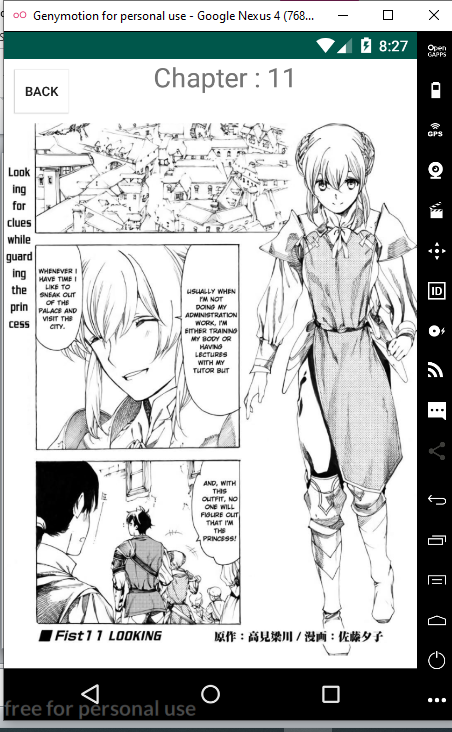 Genymotion for personal use - Google Nexus 4 (768...
8:27
Open
GAPPS
BACK
Chapter : 11
GPS
ID
Look
ing
for
clues
while
guard
ing
the
prin
cess
WHENEVER I
HAVE TIME I
LIKE TO
SNEAK OUT
OF THE
PALACE AND
VISIT THE
CITY.
USUALLY WHEN
I'M NOT
DOING MY
ADMINISTRATION
WORK, I'M
EITHER TRAINING
MY BODY OR
HAVING
LECTURES
WITH MY
TUTOR BUT
AND, WITH
THIS
OUTFIT, NO
ONE WILL
FIGURE OUT
THAT I'M
THE
PRINCESS!
Fist11 LOOKING
原作:高見梁川 / 漫画:佐藤夕子
free for personal use